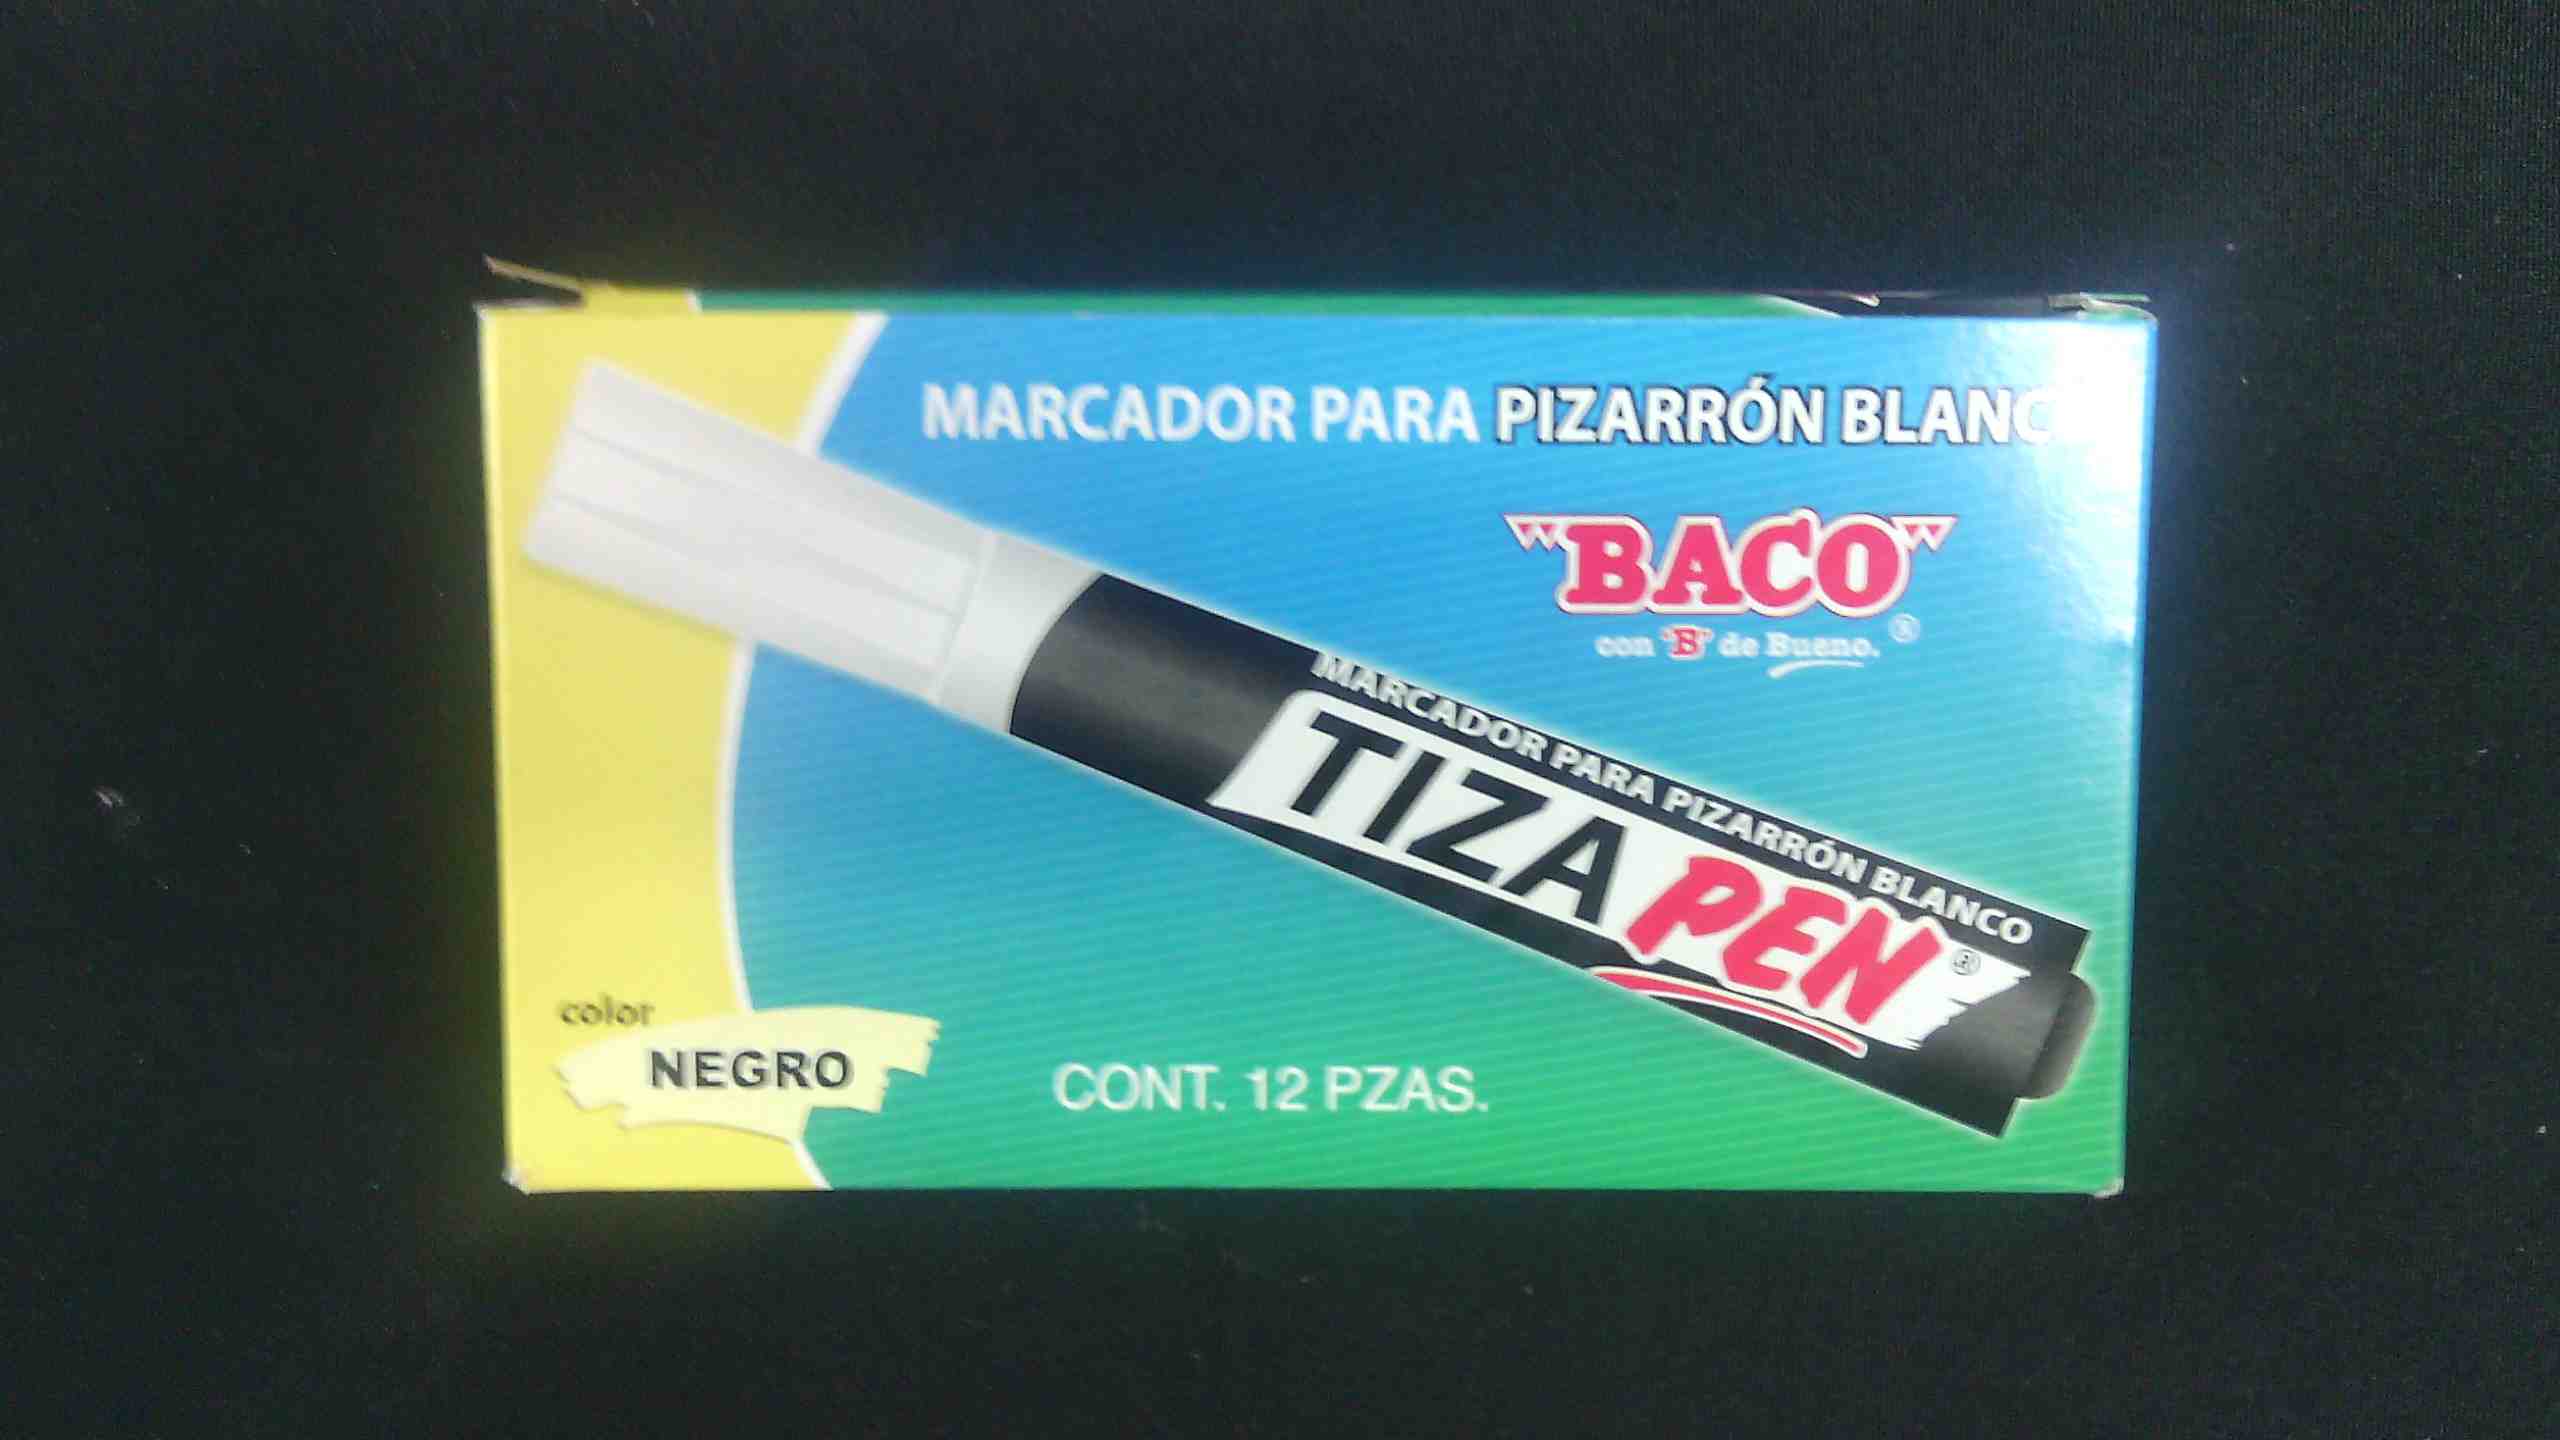 MARCADOR PARA PIZARRÓN BLANC
"BACO"
con "B" de Bueno. ®
MARCADOR PARA PIZARRÓN BLANCO
TIZA PEN ®
color
NEGRO
CONT. 12 PZAS.